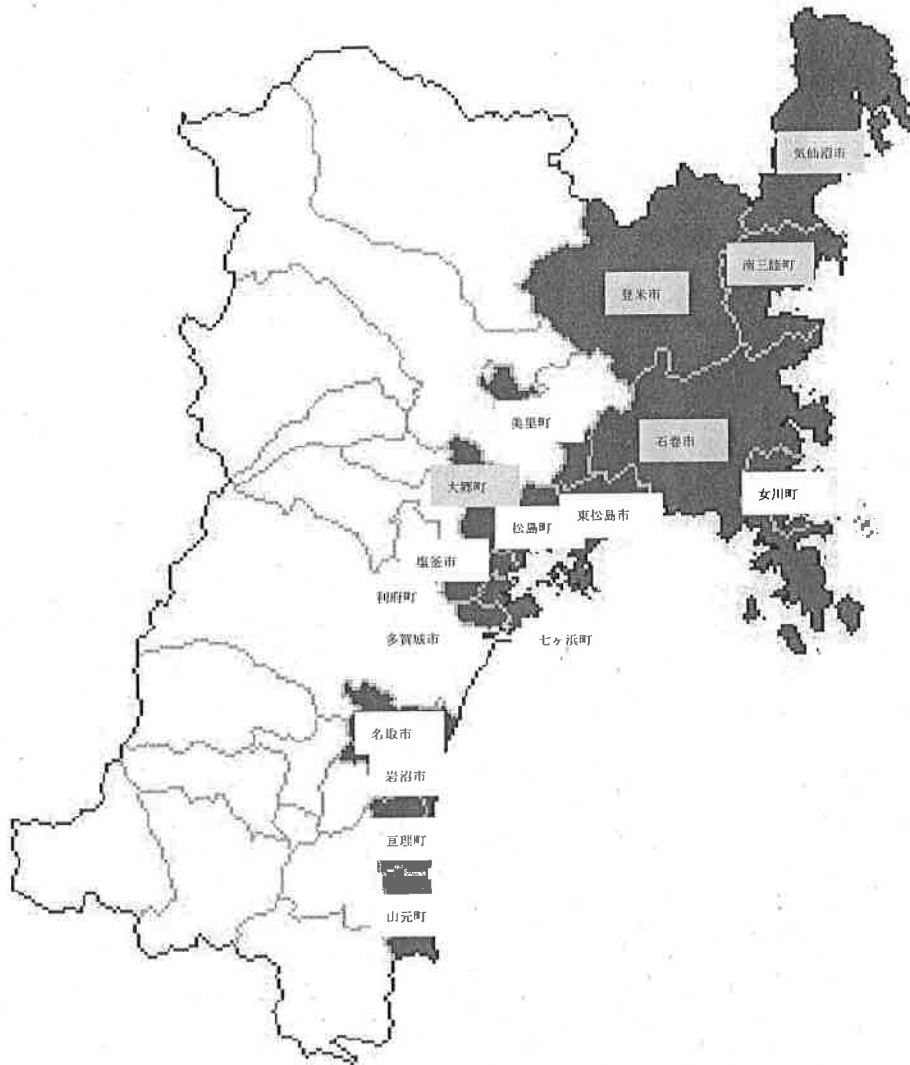 気仙沼市
南三陸町
登米市
美里町
石巻市
大郷町
女川町
松島町
東松島市
塩釜市
利府町
多賀城市
七ヶ浜町
名取市
岩沼市
亘理町
山元町